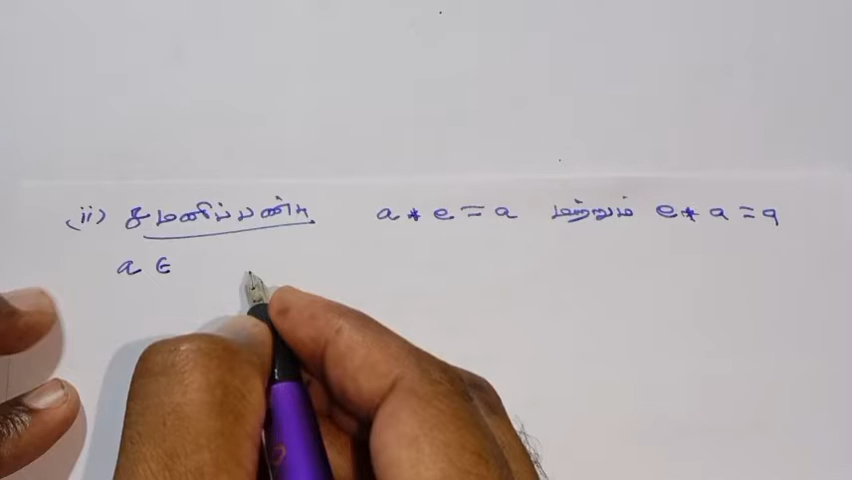 (ii) சமனிப்பண்பு a * e = a மற்றும் e * a = a
a ∈